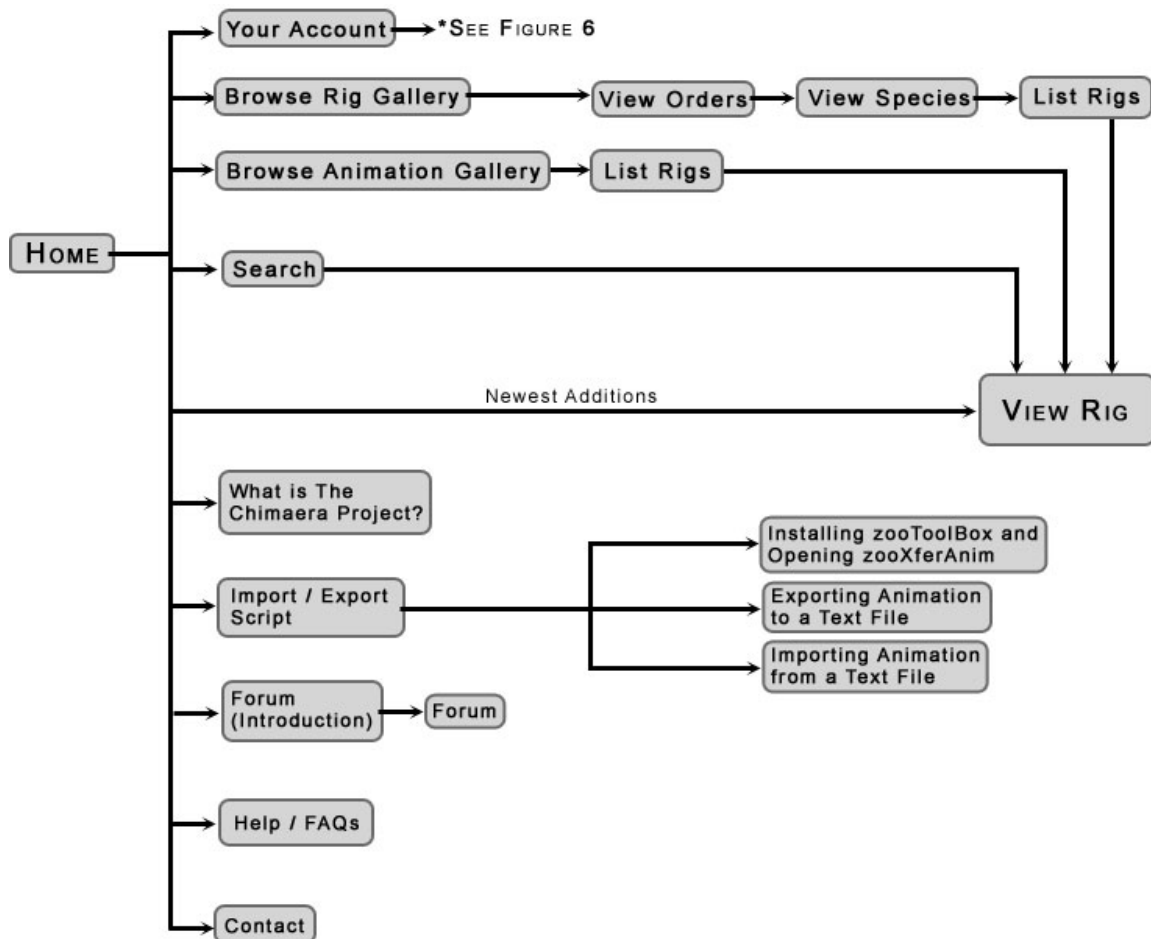 Your Account
*SEE FIGURE 6
Browse Rig Gallery
View Orders
View Species
List Rigs
Browse Animation Gallery
List Rigs
HOME
Search
Newest Additions
VIEW RIG
What is The
Chimaera Project?
Installing zooToolBox and
Opening zooXferAnim
Import / Export
Script
Exporting Animation
to a Text File
Importing Animation
from a Text File
Forum
(Introduction)
Forum
Help / FAQs
Contact